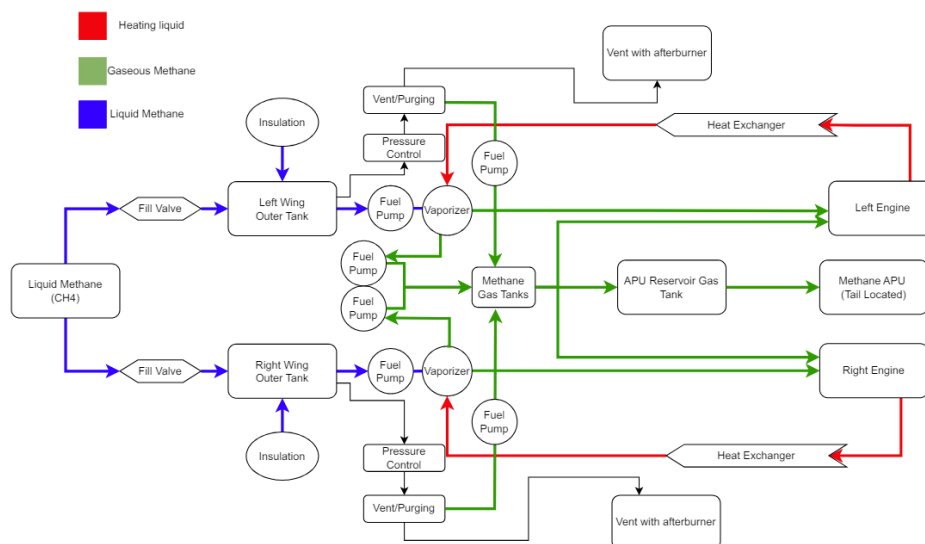 Heating liquid
Gaseous Methane
Liquid Methane
Vent with afterburner
Insulation
Vent/Purging
Pressure
Control
Heat Exchanger
Fuel
Pump
Fill Valve
Left Wing
Outer Tank
Fuel
Pump
Vaporizer
Left Engine
Fuel
Pump
Liquid Methane
(CH4)
Methane
Gas Tanks
APU Reservoir Gas
Tank
Methane APU
(Tail Located)
Fuel
Pump
Fill Valve
Right Wing
Outer Tank
Fuel
Pump
Vaporizer
Right Engine
Fuel
Pump
Insulation
Pressure
Control
Heat Exchanger
Vent/Purging
Vent with afterburner